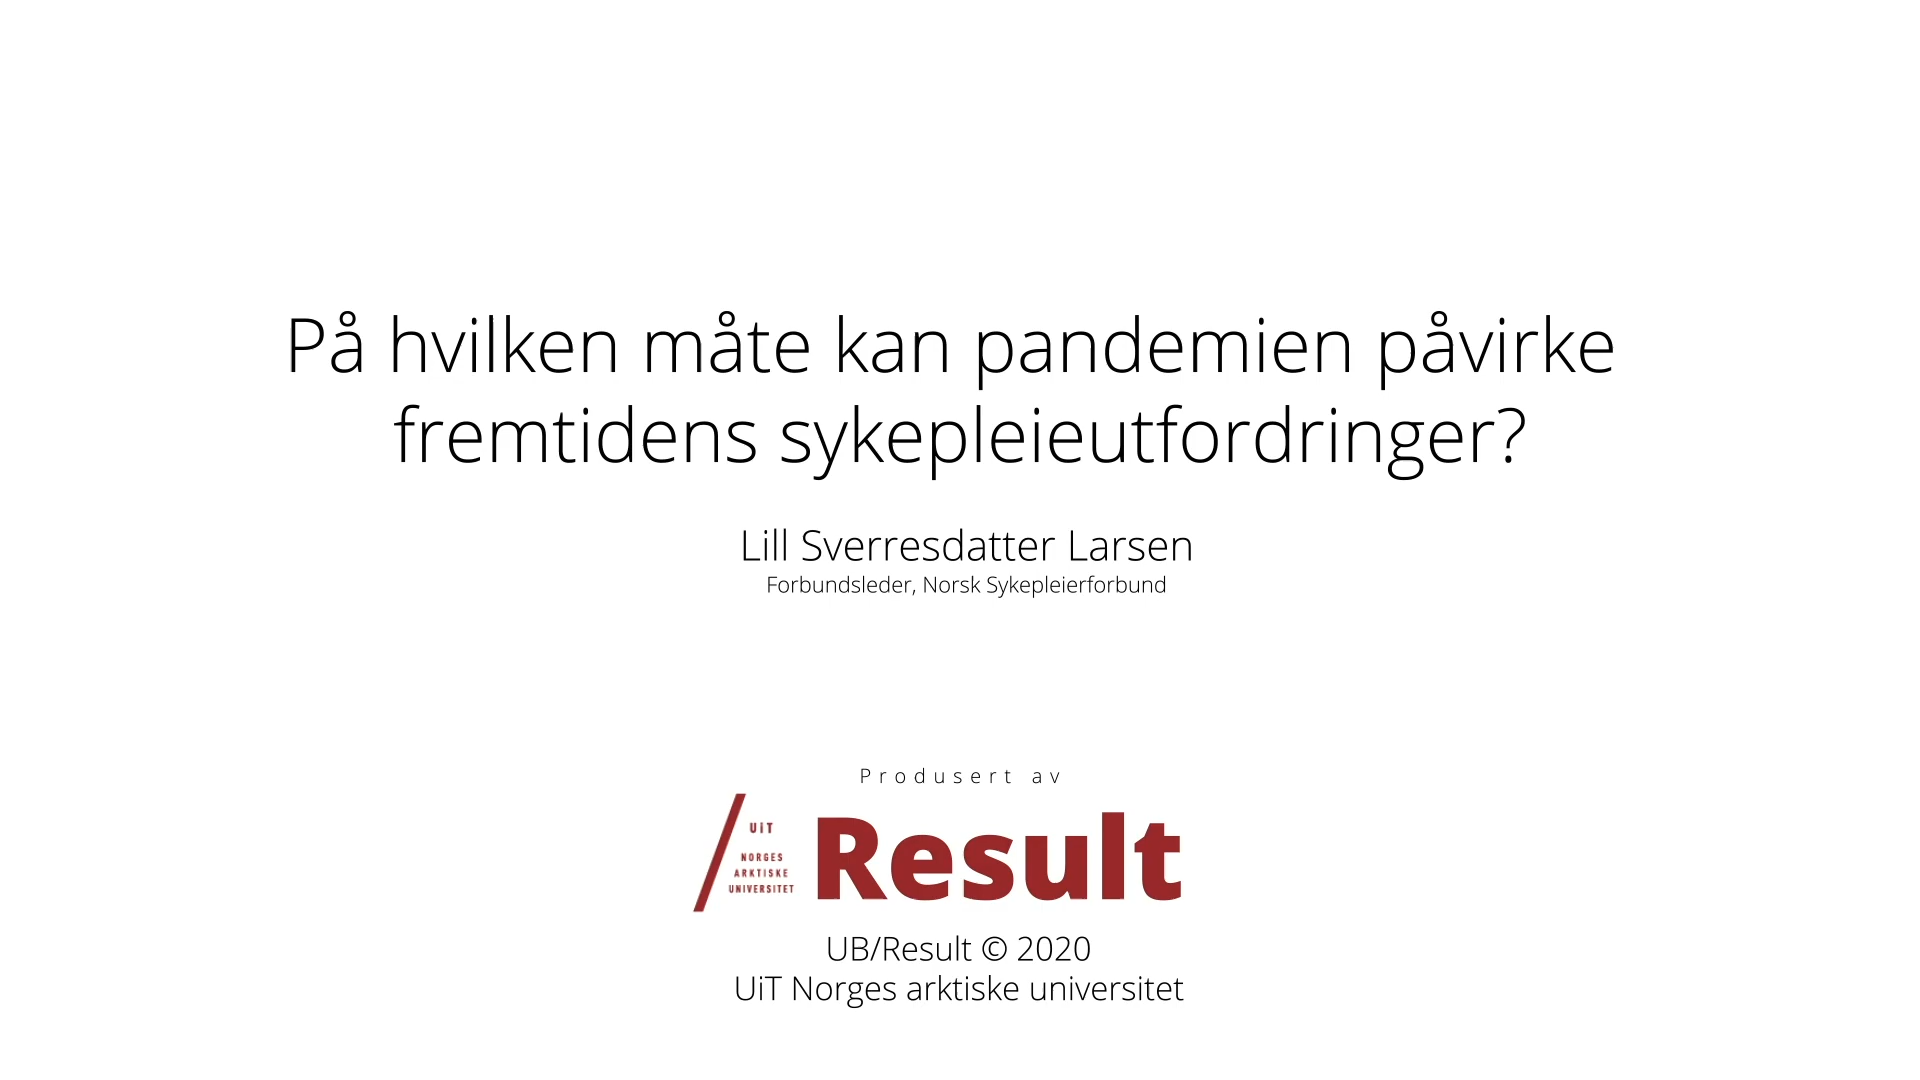 På hvilken måte kan pandemien påvirke
fremtidens sykepleieutfordringer?
Lill Sverresdatter Larsen
Forbundsleder, Norsk Sykepleierforbund
Produsert av
UiT
NORGES
ARKTISKE
UNIVERSITET
Result
UB/Result © 2020
UiT Norges arktiske universitet